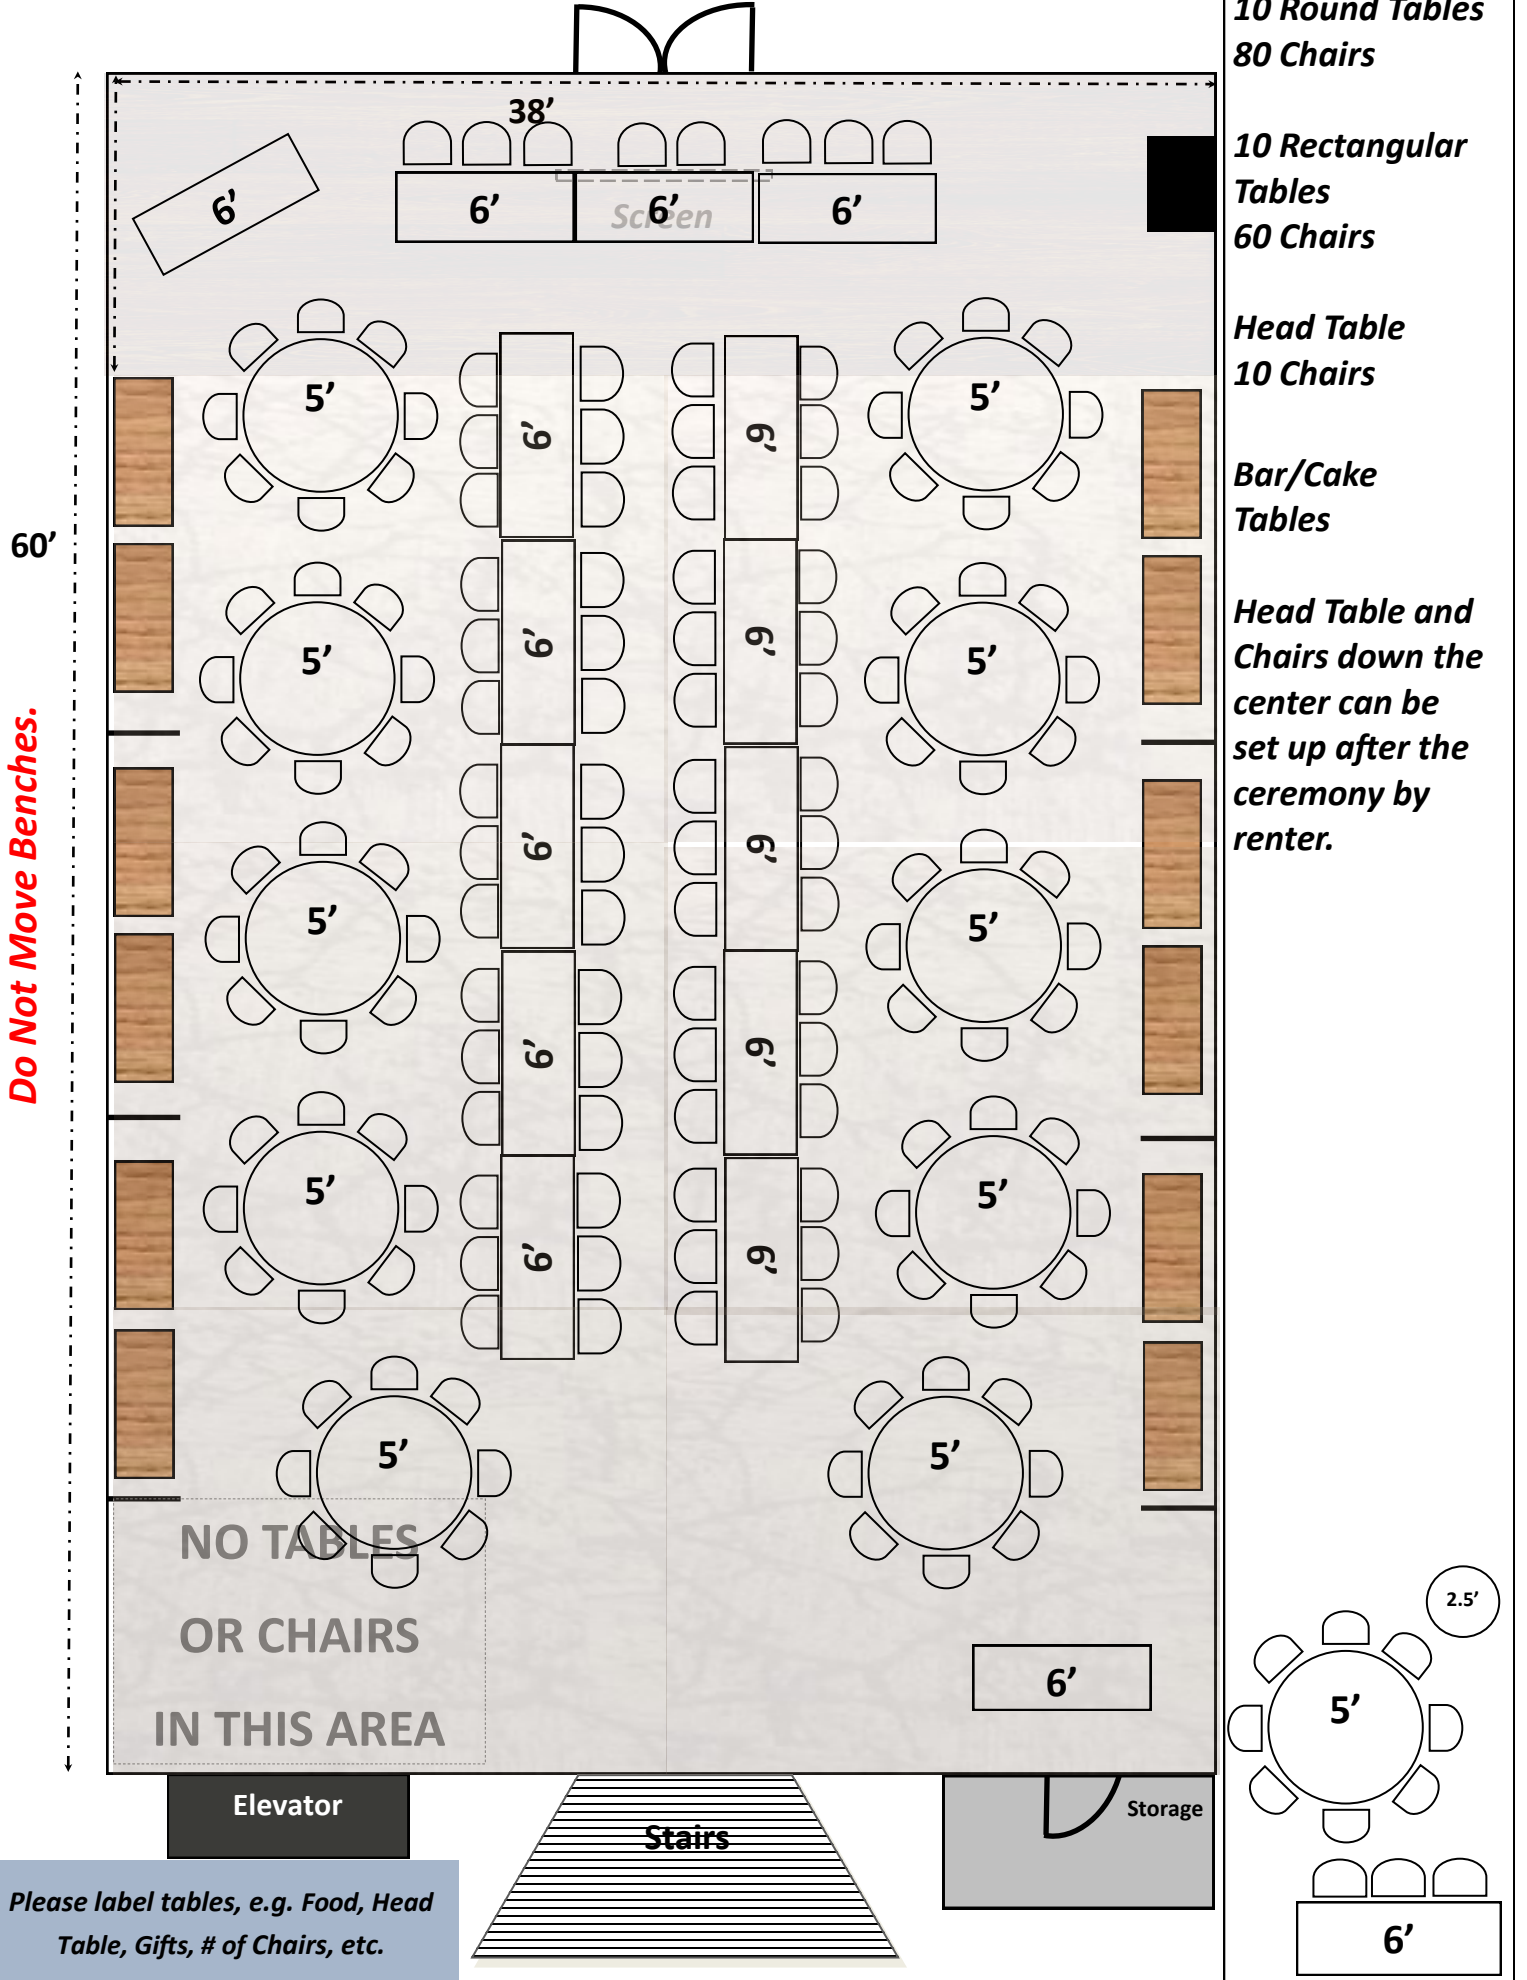 10 Round Tables
80 Chairs
10 Rectangular
Tables
60 Chairs
Head Table
10 Chairs
Bar/Cake
Tables
Head Table and
Chairs down the
center can be
set up after the
ceremony by
renter.
38’
60’
Do Not Move Benches.
6’
6’
6’
6’
Screen
5’
6’
6’
5’
5’
6’
6’
5’
5’
6’
6’
5’
5’
6’
6’
5’
6’
6’
5’
5’
NO TABLES
OR CHAIRS
IN THIS AREA
6’
Elevator
Stairs
Storage
Please label tables, e.g. Food, Head
Table, Gifts, # of Chairs, etc.
2.5’
5’
6’